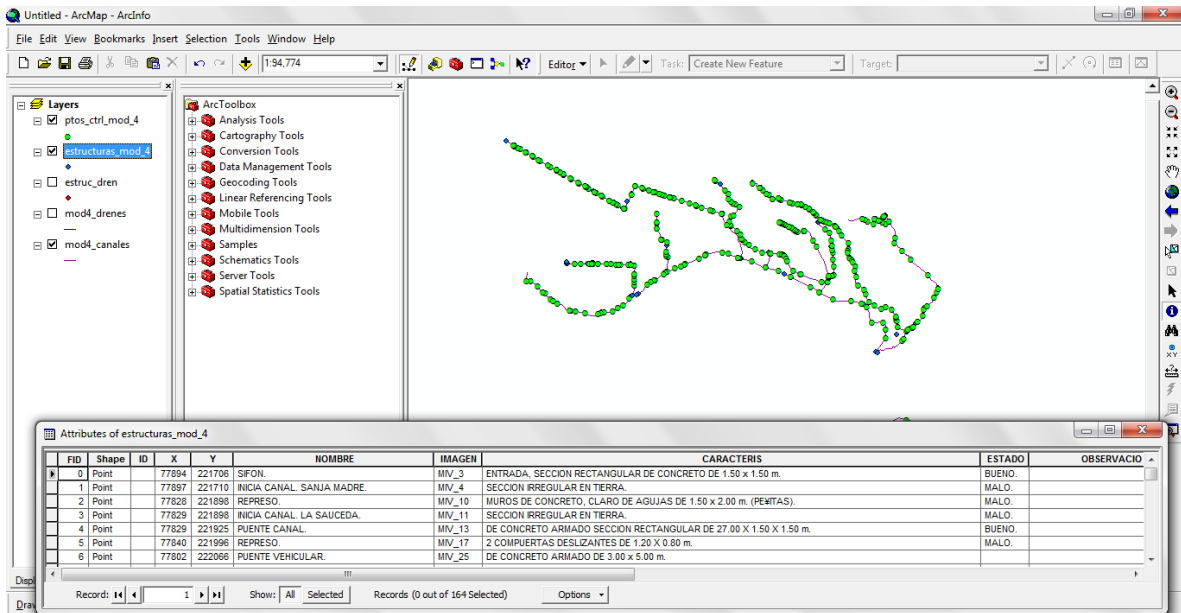 Untitled - ArcMap - ArcInfo
File Edit View Bookmarks Insert Selection Tools Window Help
1:94,774 Editor Task: Create New Feature Target:
Layers
ptos_ctrl_mod_4
estructuras_mod_4
estruc_dren
mod4_drenes
mod4_canales
ArcToolbox
Analysis Tools
Cartography Tools
Conversion Tools
Data Management Tools
Geocoding Tools
Linear Referencing Tools
Mobile Tools
Multidimension Tools
Samples
Schematics Tools
Server Tools
Spatial Statistics Tools
XY
Attributes of estructuras_mod_4
FID Shape ID X Y NOMBRE IMAGEN CARACTERIS ESTADO OBSERVACIO
0 Point 77894 221706 SIFON. MIV_3 ENTRADA, SECCION RECTANGULAR DE CONCRETO DE 1.50 x 1.50 m. BUENO.
1 Point 77897 221710 INICIA CANAL. SANJA MADRE. MIV_4 SECCION IRREGULAR EN TIERRA. MALO.
2 Point 77828 221898 REPRESO. MIV_10 MUROS DE CONCRETO, CLARO DE AGUJAS DE 1.50 x 2.00 m. (PE¥ITAS). MALO.
3 Point 77829 221898 INICIA CANAL. LA SAUCEDA. MIV_11 SECCION IRREGULAR EN TIERRA. MALO.
4 Point 77829 221925 PUENTE CANAL. MIV_13 DE CONCRETO ARMADO SECCION RECTANGULAR DE 27.00 X 1.50 X 1.50 m. BUENO.
5 Point 77840 221996 REPRESO. MIV_17 2 COMPUERTAS DESLIZANTES DE 1.20 X 0.80 m. MALO.
6 Point 77802 222066 PUENTE VEHICULAR. MIV_25 DE CONCRETO ARMADO DE 3.00 x 5.00 m.
Displ
Record: 1 Show: All Selected Records (0 out of 164 Selected) Options
Draw